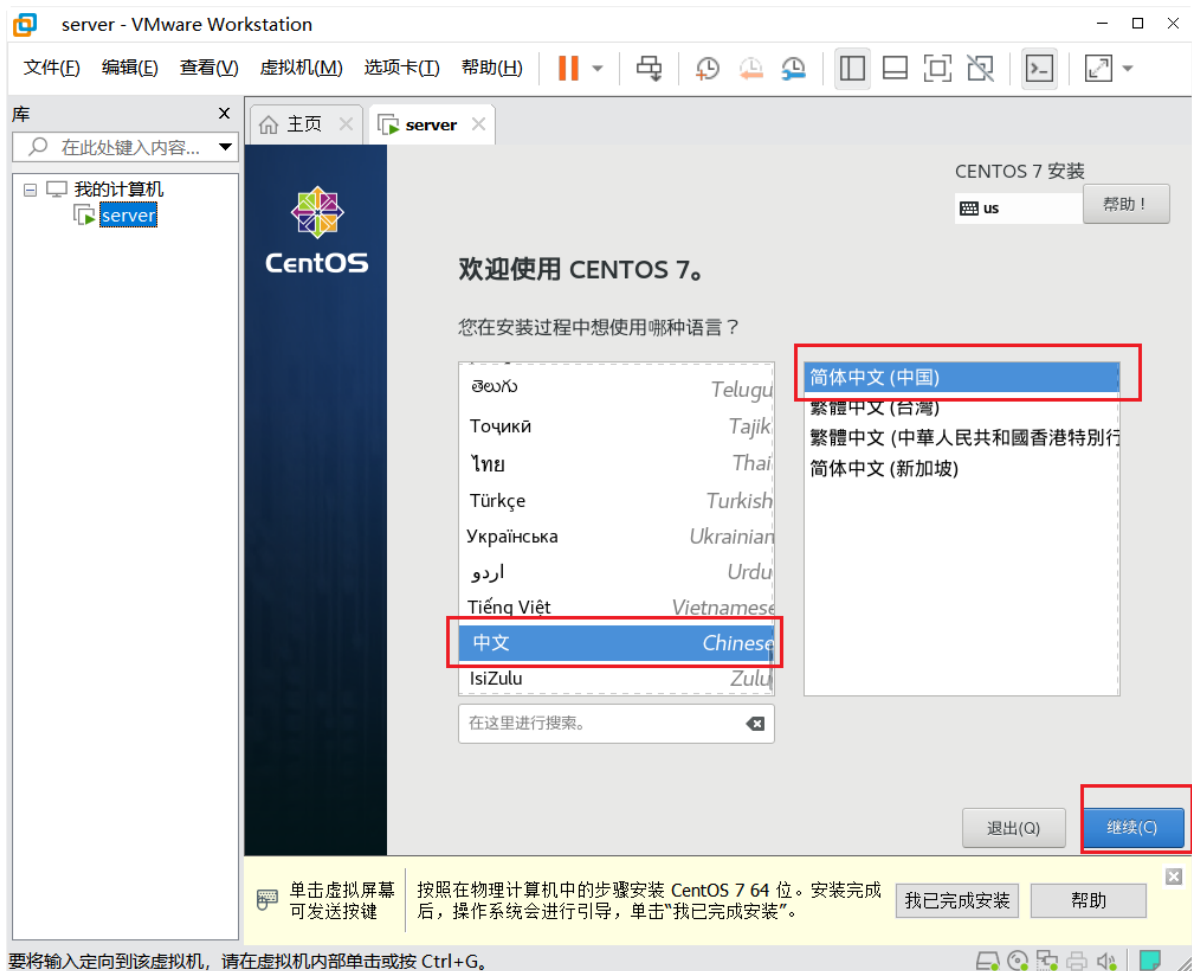 server - VMware Workstation
文件(F) 编辑(E) 查看(V) 虚拟机(M) 选项卡(T) 帮助(H)
库
在此处键入内容...
我的计算机
server
主页
server
CentOS
CENTOS 7 安装
us
帮助！
欢迎使用 CENTOS 7。
您在安装过程中想使用哪种语言？
తెలుగు Telugu
Тоҷикӣ Tajik
ไทย Thai
Türkçe Turkish
Українська Ukrainian
اردو Urdu
Tiếng Việt Vietnamese
中文 Chinese
IsiZulu Zulu
在这里进行搜索。
简体中文 (中国)
繁體中文 (台灣)
繁體中文 (中華人民共和國香港特別行
简体中文 (新加坡)
退出(Q)
继续(C)
单击虚拟屏幕
可发送按键
按照在物理计算机中的步骤安装 CentOS 7 64 位。安装完成
后，操作系统会进行引导，单击“我已完成安装”。
我已完成安装
帮助
要将输入定向到该虚拟机，请在虚拟机内部单击或按 Ctrl+G。